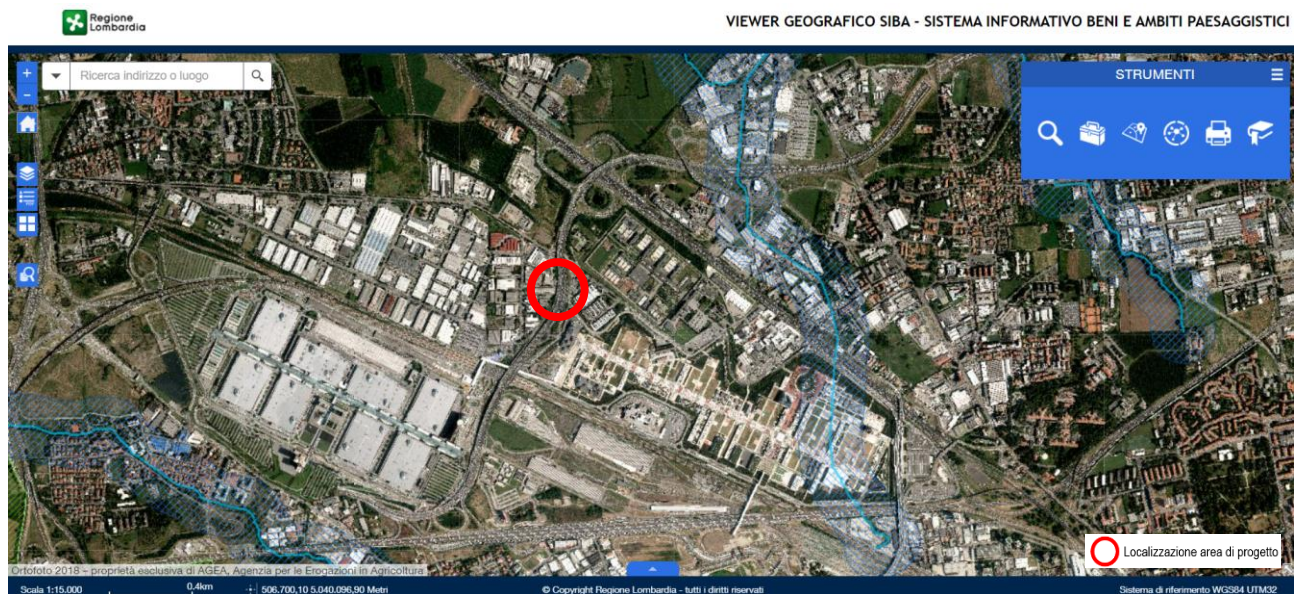 Regione
Lombardia
VIEWER GEOGRAFICO SIBA - SISTEMA INFORMATIVO BENI E AMBITI PAESAGGISTICI
+
Ricerca indirizzo o luogo
-
STRUMENTI
Localizzazione area di progetto
Ortofoto 2018 – proprietà esclusiva di AGEA, Agenzia per le Erogazioni in Agricoltura
Scala 1:15.000
0.4km
506.700,10 5.040.096,90 Metri
© Copyright Regione Lombardia - tutti i diritti riservati
Sistema di riferimento WGS84 UTM32